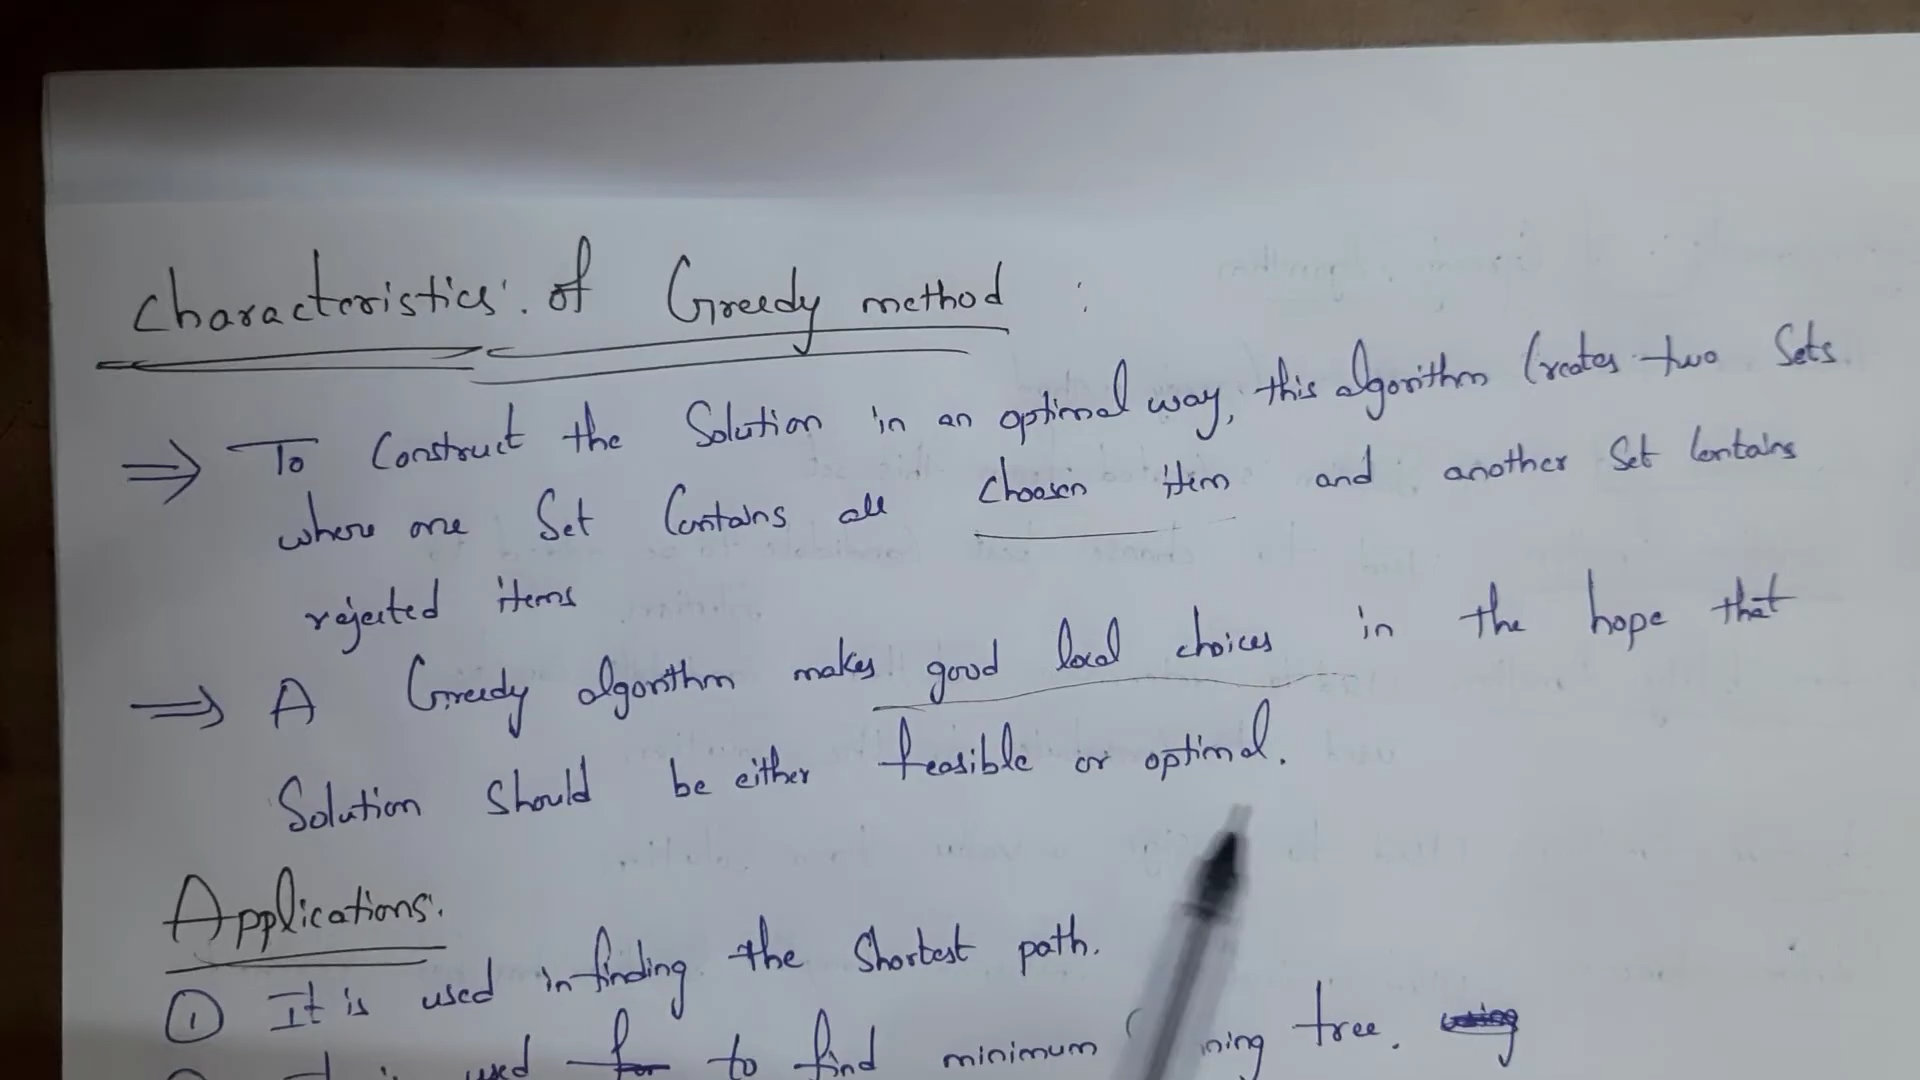 Characteristics of Greedy method :
⇒ To Construct the Solution in an optimal way, this algorithm Creates two Sets
where one Set Contains all choosen item and another Set Contains
rejected items
⇒ A Greedy algorithm makes good local choices in the hope that
Solution should be either feasible or optimal.
Applications.
① It is used in finding the Shortest path.
used to find minimum tree.